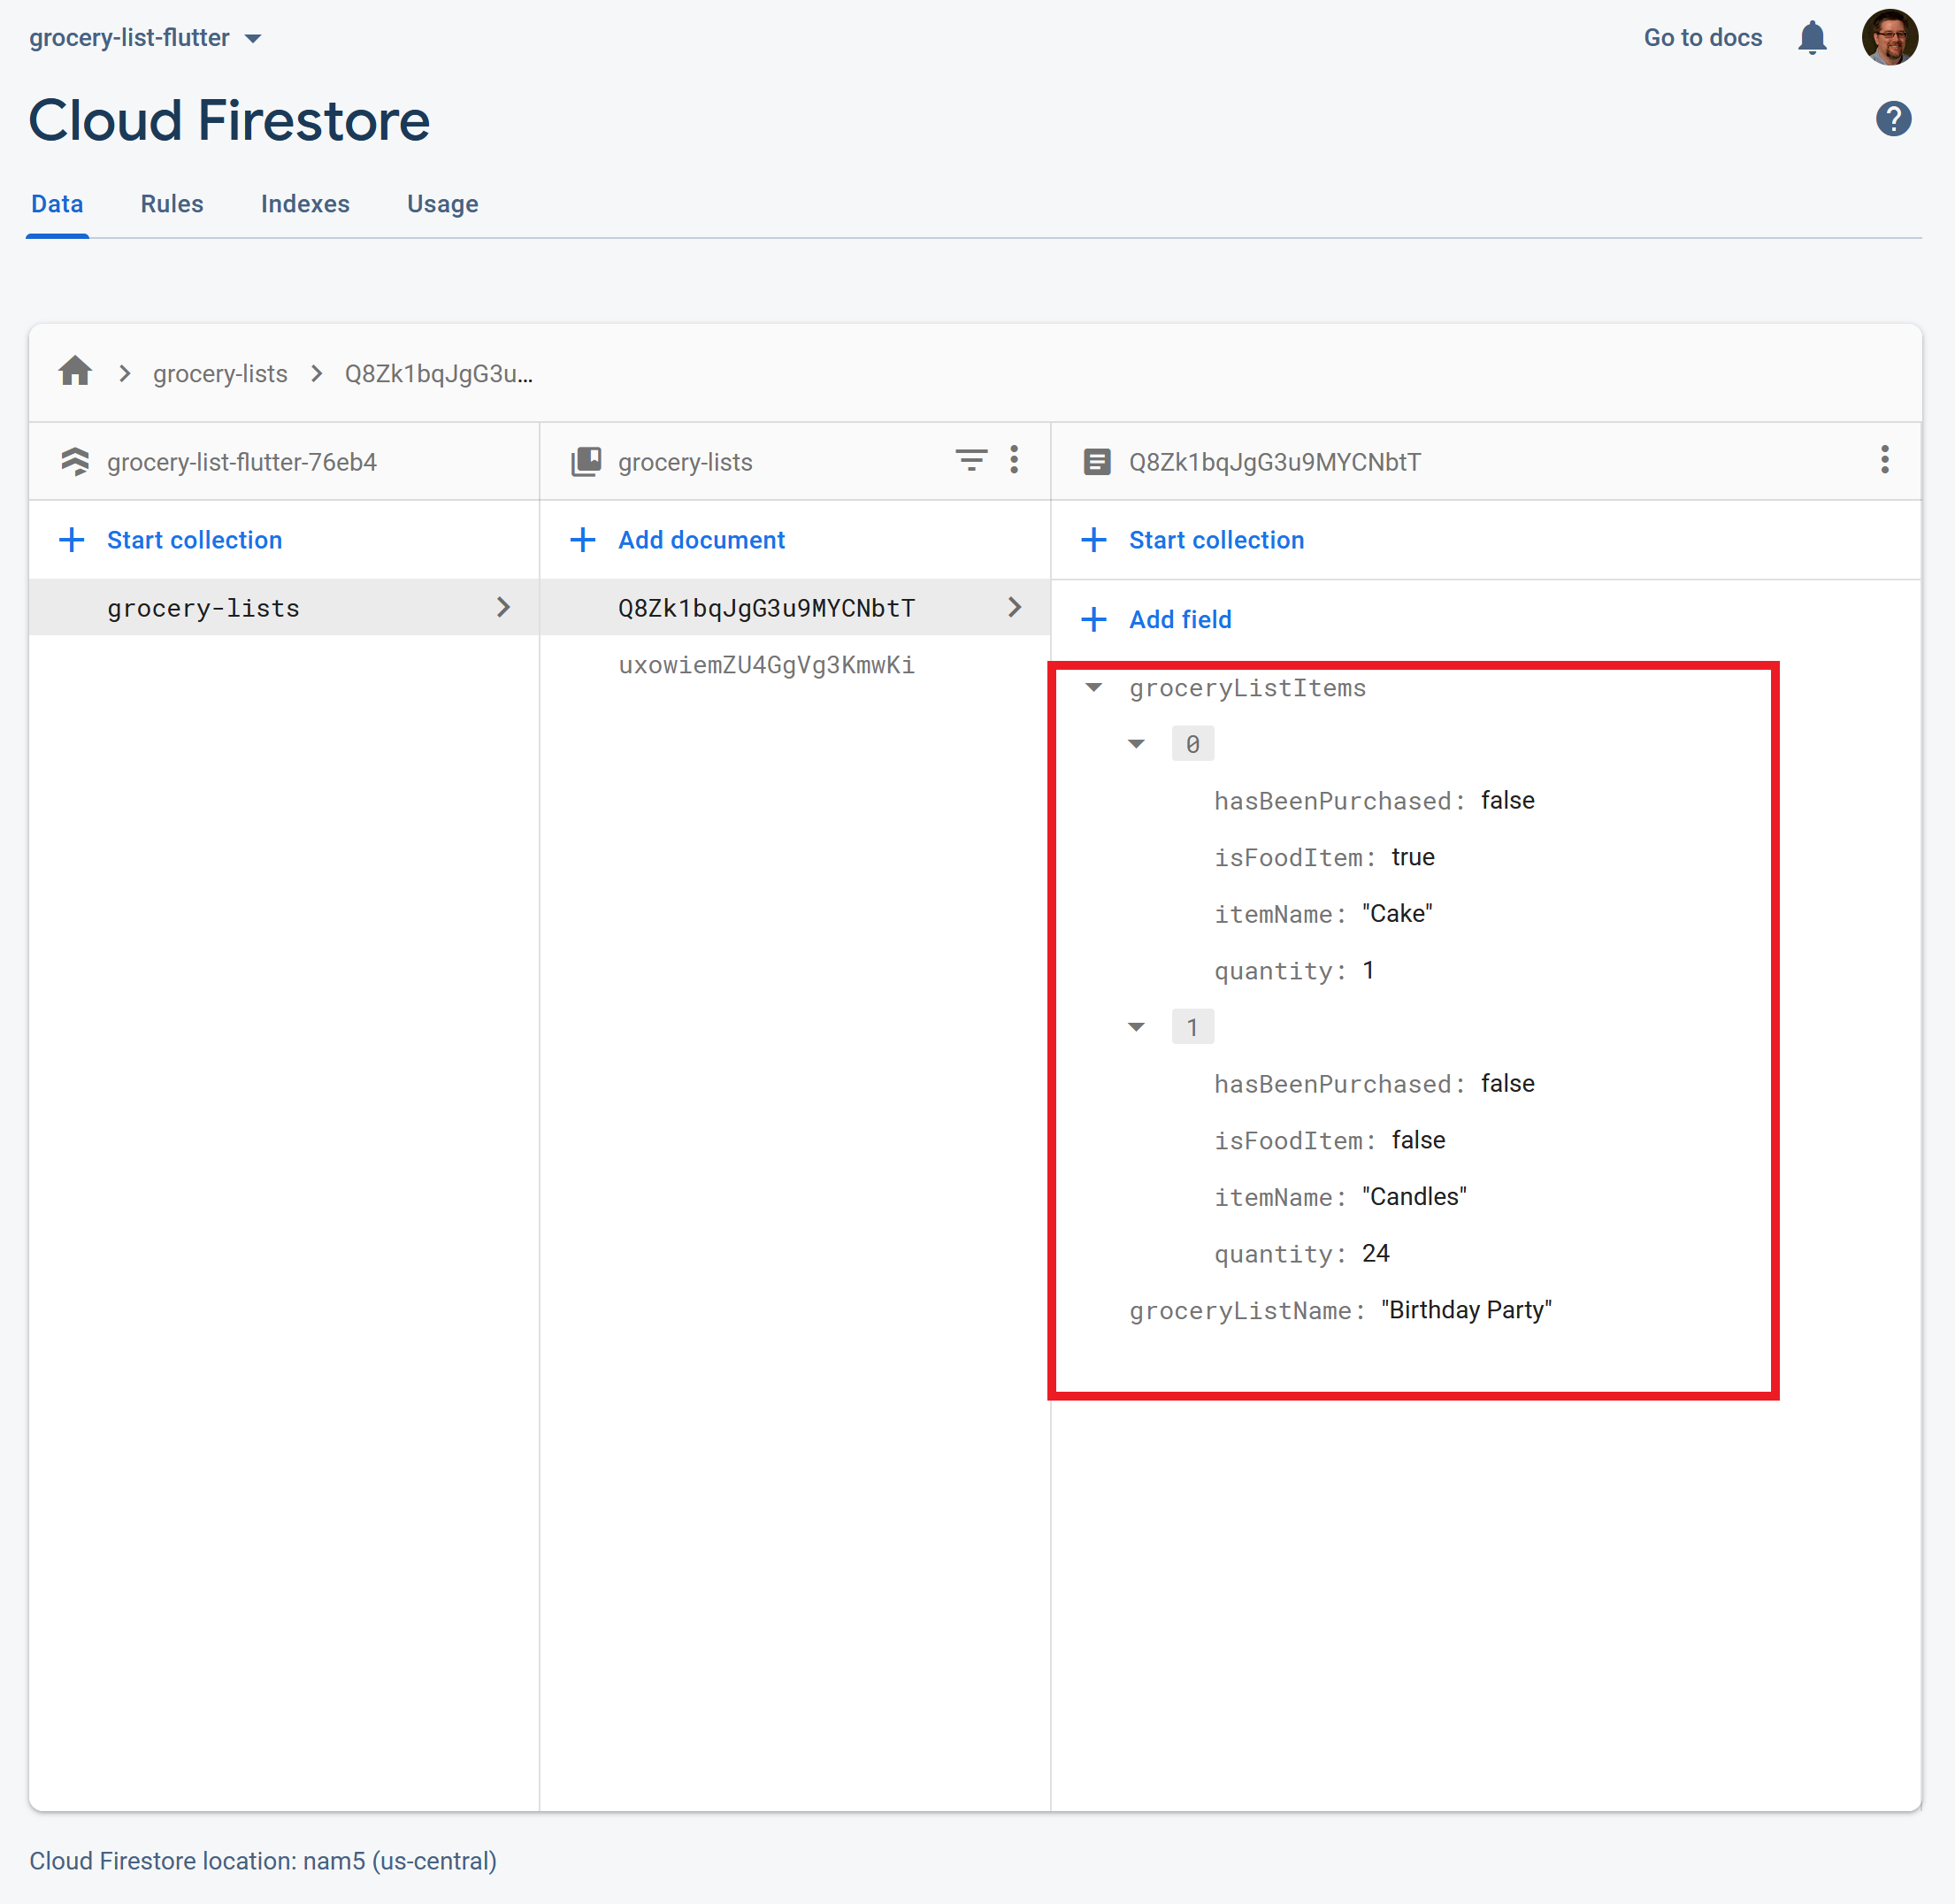 grocery-list-flutter
Go to docs
Cloud Firestore
?
Data Rules Indexes Usage
grocery-lists Q8Zk1bqJgG3u...
grocery-list-flutter-76eb4
grocery-lists
Q8Zk1bqJgG3u9MYCNbtT
+ Start collection
+ Add document
+ Start collection
grocery-lists
Q8Zk1bqJgG3u9MYCNbtT
+ Add field
uxowiemZU4GgVg3KmwKi
groceryListItems
0
hasBeenPurchased: false
isFoodItem: true
itemName: "Cake"
quantity: 1
1
hasBeenPurchased: false
isFoodItem: false
itemName: "Candles"
quantity: 24
groceryListName: "Birthday Party"
Cloud Firestore location: nam5 (us-central)